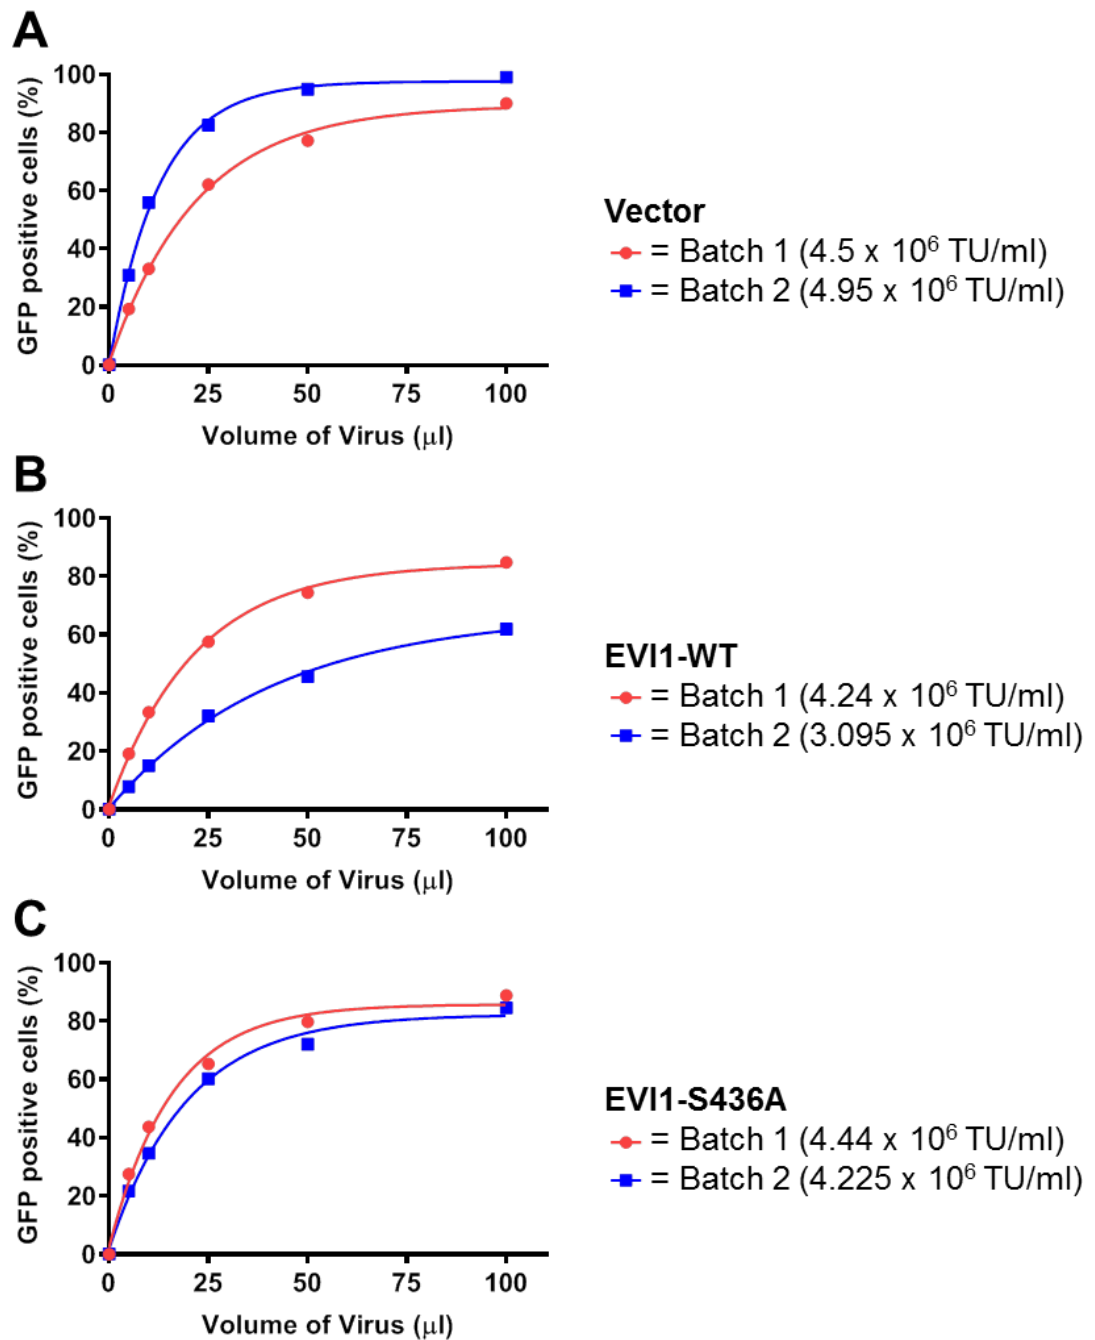 A
GFP positive cells (%)
100
80
60
40
20
0
0 25 50 75 100
Volume of Virus (µl)
Vector
= Batch 1 (4.5 x 10⁶ TU/ml)
= Batch 2 (4.95 x 10⁶ TU/ml)
B
GFP positive cells (%)
100
80
60
40
20
0
0 25 50 75 100
Volume of Virus (µl)
EVI1-WT
= Batch 1 (4.24 x 10⁶ TU/ml)
= Batch 2 (3.095 x 10⁶ TU/ml)
C
GFP positive cells (%)
100
80
60
40
20
0
0 25 50 75 100
Volume of Virus (µl)
EVI1-S436A
= Batch 1 (4.44 x 10⁶ TU/ml)
= Batch 2 (4.225 x 10⁶ TU/ml)